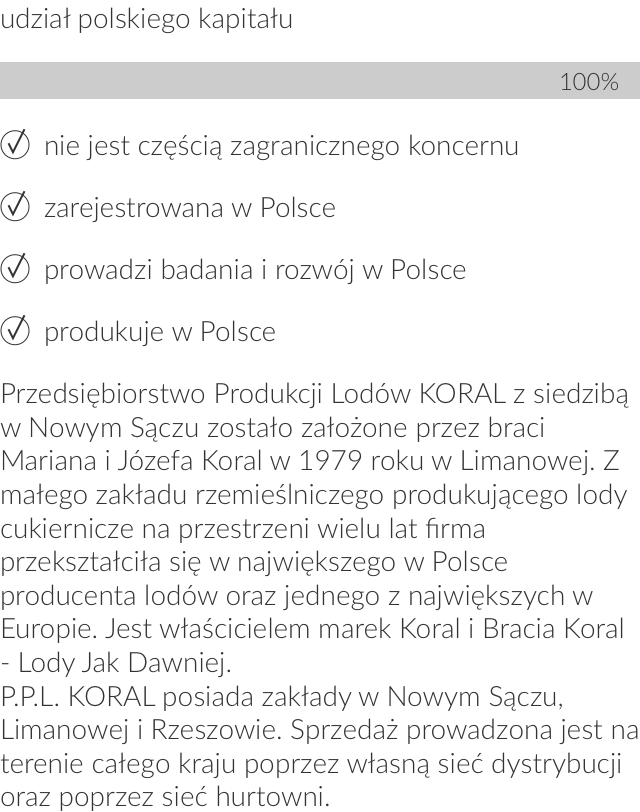 udział polskiego kapitału
100%
nie jest częścią zagranicznego koncernu
zarejestrowana w Polsce
prowadzi badania i rozwój w Polsce
produkuje w Polsce
Przedsiębiorstwo Produkcji Lodów KORAL z siedzibą
w Nowym Sączu zostało założone przez braci
Mariana i Józefa Koral w 1979 roku w Limanowej. Z
małego zakładu rzemieślniczego produkującego lody
cukiernicze na przestrzeni wielu lat firma
przekształciła się w największego w Polsce
producenta lodów oraz jednego z największych w
Europie. Jest właścicielem marek Koral i Bracia Koral
- Lody Jak Dawniej.
P.P.L. KORAL posiada zakłady w Nowym Sączu,
Limanowej i Rzeszowie. Sprzedaż prowadzona jest na
terenie całego kraju poprzez własną sieć dystrybucji
oraz poprzez sieć hurtowni.